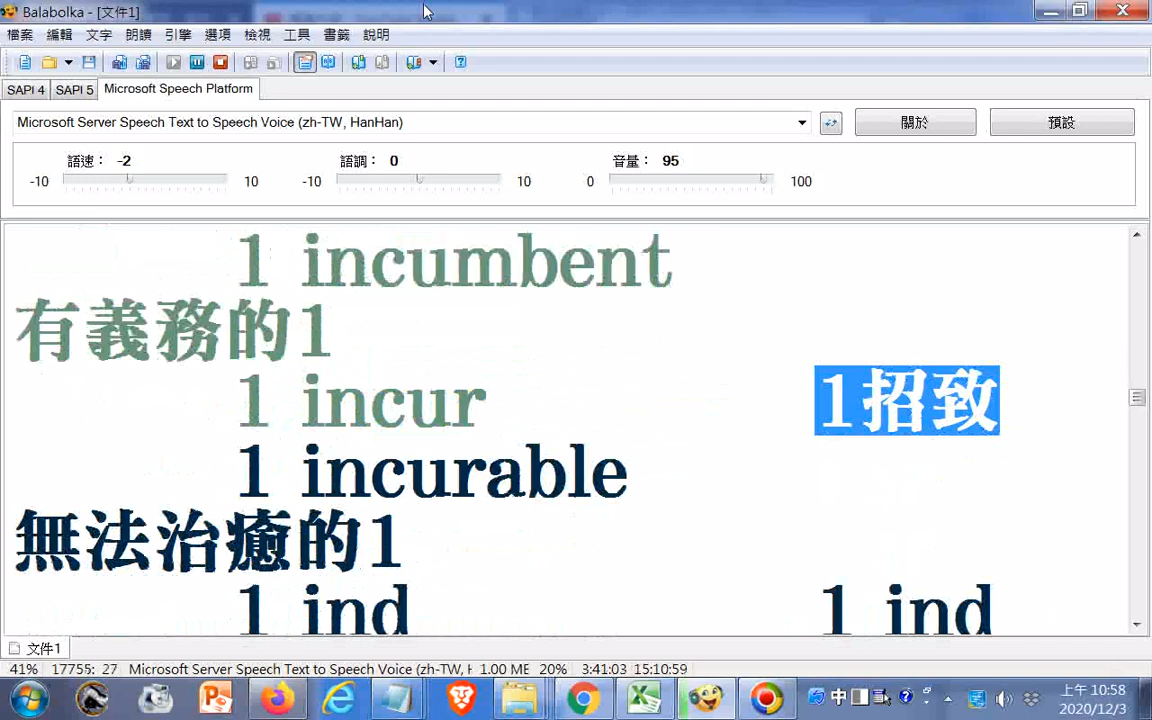 Balabolka - [文件1]
檔案 編輯 文字 朗讀 引擎 選項 檢視 工具 書籤 說明
SAPI 4 SAPI 5 Microsoft Speech Platform
Microsoft Server Speech Text to Speech Voice (zh-TW, HanHan) 關於 預設
語速： -2 語調： 0 音量： 95
-10 10 -10 10 0 100
1 incumbent
有義務的1
1 incur 1招致
1 incurable
無法治癒的1
1 ind 1 ind
文件1
41% 17755: 27 Microsoft Server Speech Text to Speech Voice (zh-TW, 1.00 ME 20% 3:41:03 15:10:59
中 上午 10:58
2020/12/3